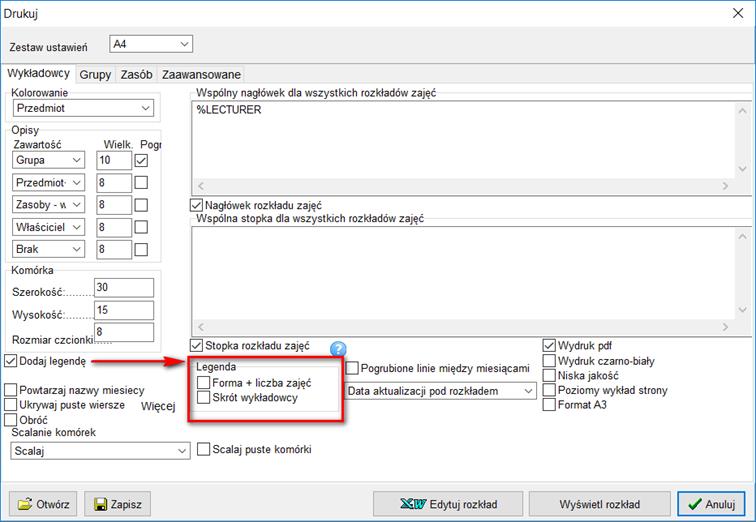 Drukuj
Zestaw ustawień
A4
Wykładowcy Grupy Zasób Zaawansowane
Kolorowanie
Przedmiot
Opisy
Zawartość Wielk. Pogr
Grupa 10
Przedmiot- 8
Zasoby - w 8
Właściciel 8
Brak 8
Komórka
Szerokość:......... 30
Wysokość:......... 15
Rozmiar czcionki...... 8
Dodaj legendę
Powtarzaj nazwy miesiecy
Ukrywaj puste wiersze
Więcej
Obróć
Scalanie komórek
Scalaj
Wspólny nagłówek dla wszystkich rozkładów zajęć
%LECTURER
Nagłówek rozkładu zajęć
Wspólna stopka dla wszystkich rozkładów zajęć
Stopka rozkładu zajęć
?
Legenda
Forma + liczba zajęć
Skrót wykładowcy
Scalaj puste komórki
Pogrubione linie między miesiącami
Data aktualizacji pod rozkładem
Wydruk pdf
Wydruk czarno-biały
Niska jakość
Poziomy wykład strony
Format A3
Otwórz
Zapisz
Edytuj rozkład
Wyświetl rozkład
Anuluj